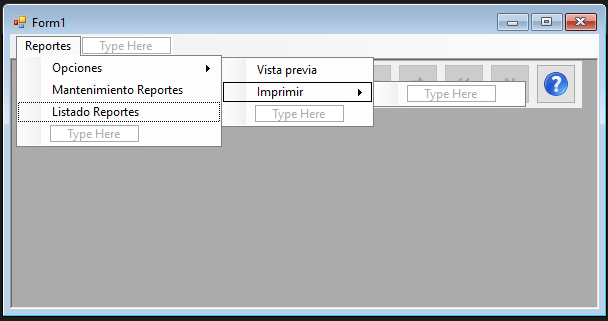 Form1
Reportes Type Here
Opciones
Mantenimiento Reportes
Listado Reportes
Type Here
Vista previa
Imprimir
Type Here
Type Here
?